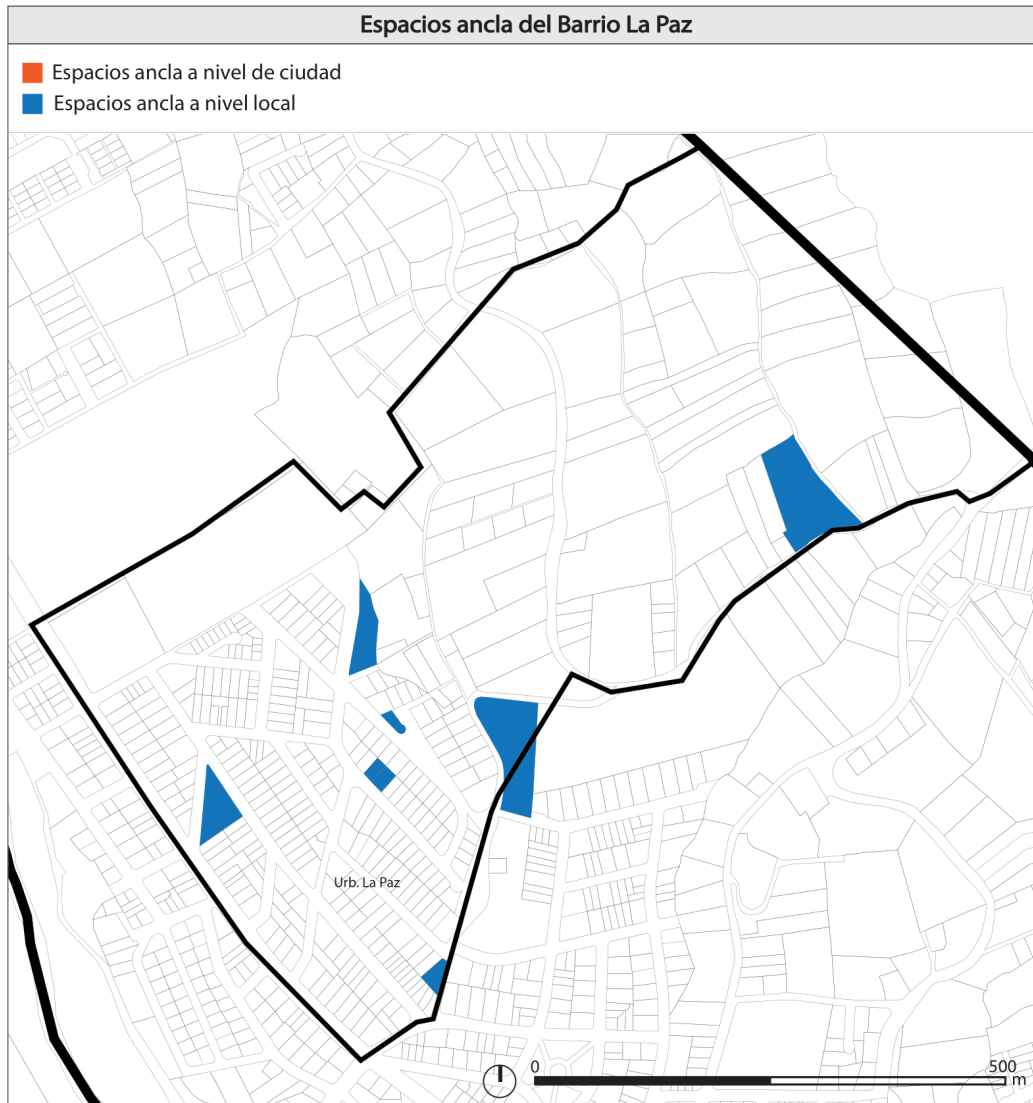 Espacios ancla del Barrio La Paz
Espacios ancla a nivel de ciudad
Espacios ancla a nivel local
Urb. La Paz
0
500
m